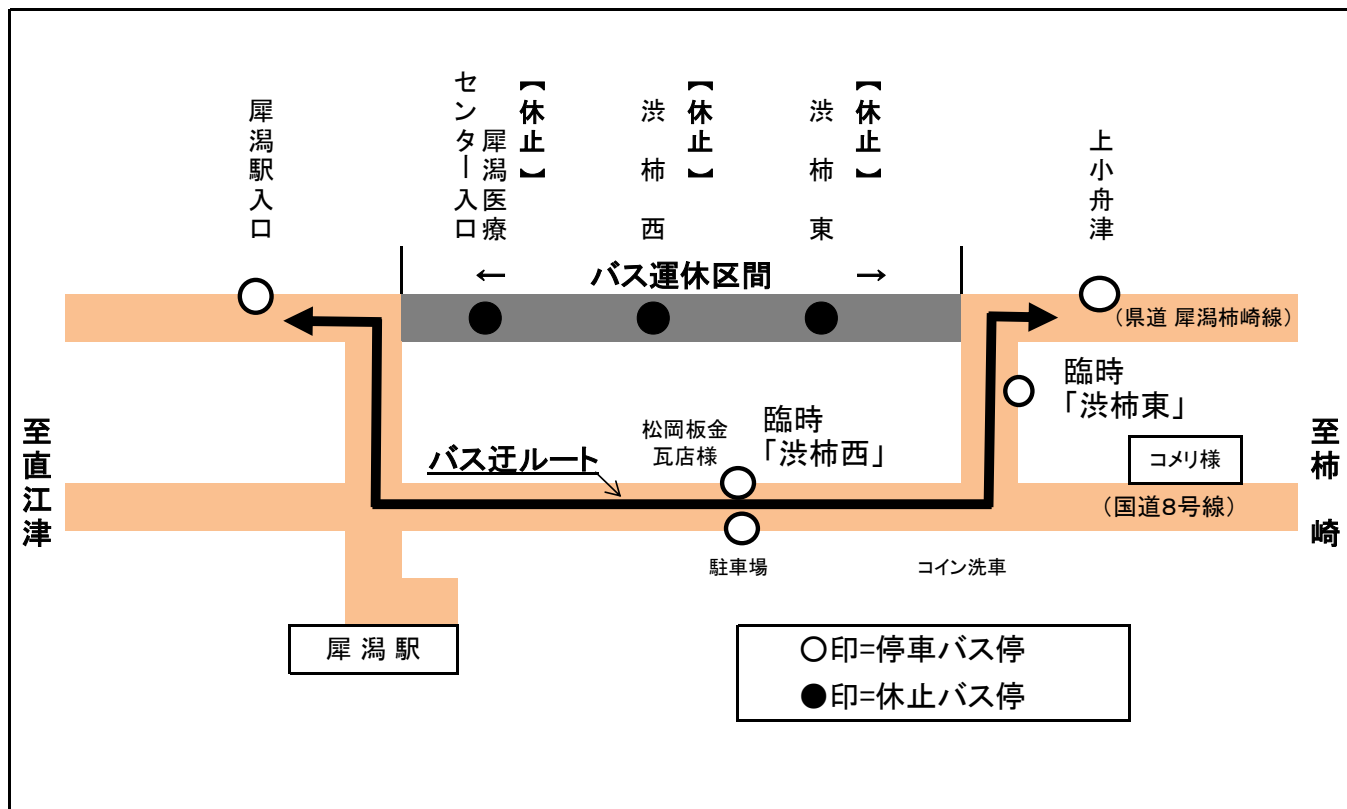 犀潟駅入口
犀潟医療
センター入口
【休止】
渋柿西
【休止】
渋柿東
【休止】
上小舟津
← バス運休区間 →
(県道 犀潟柿崎線)
臨時
「渋柿東」
松岡板金
瓦店様
臨時
「渋柿西」
バス迂ルート
コメリ様
(国道8号線)
至直江津
至柿崎
駐車場
コイン洗車
犀潟駅
○印=停車バス停
●印=休止バス停